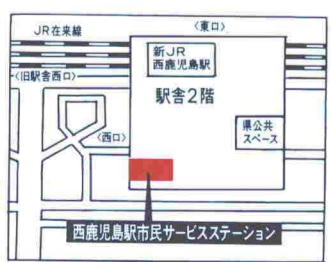 〈東口〉
JR在来線
新JR
西鹿児島駅
〈旧駅舎西口〉
駅舎2階
県公共
スペース
〈西口〉
西鹿児島駅市民サービスステーション